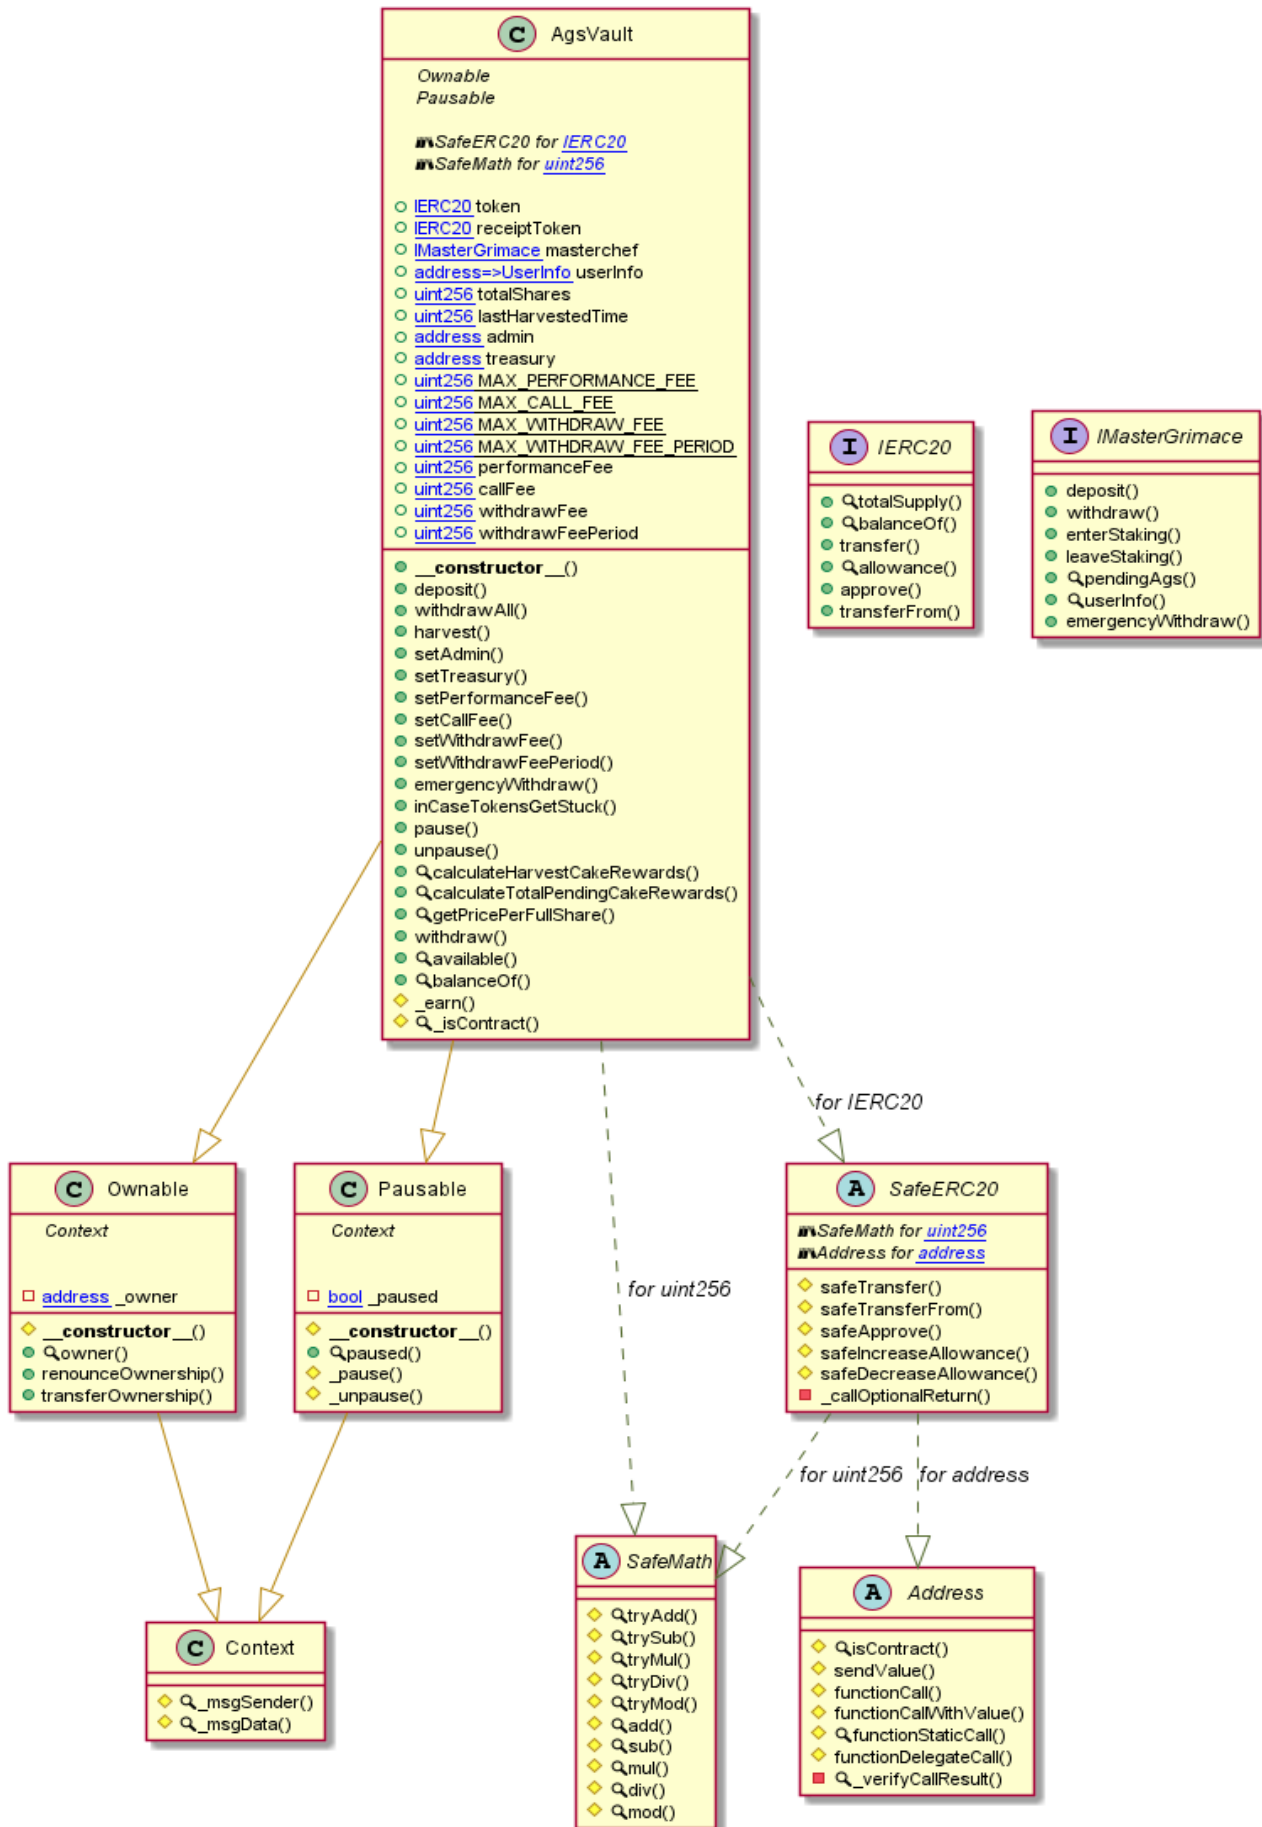 C AgsVault
Ownable
Pausable
SafeERC20 for IERC20
SafeMath for uint256
IERC20 token
IERC20 receiptToken
IMasterGrimace masterchef
address=>UserInfo userInfo
uint256 totalShares
uint256 lastHarvestedTime
address admin
address treasury
uint256 MAX_PERFORMANCE_FEE
uint256 MAX_CALL_FEE
uint256 MAX_WITHDRAW_FEE
uint256 MAX_WITHDRAW_FEE_PERIOD
uint256 performanceFee
uint256 callFee
uint256 withdrawFee
uint256 withdrawFeePeriod
__constructor__()
deposit()
withdrawAll()
harvest()
setAdmin()
setTreasury()
setPerformanceFee()
setCallFee()
setWithdrawFee()
setWithdrawFeePeriod()
emergencyWithdraw()
inCaseTokensGetStuck()
pause()
unpause()
calculateHarvestCakeRewards()
calculateTotalPendingCakeRewards()
getPricePerFullShare()
withdraw()
available()
balanceOf()
_earn()
_isContract()
I IERC20
totalSupply()
balanceOf()
transfer()
allowance()
approve()
transferFrom()
I IMasterGrimace
deposit()
withdraw()
enterStaking()
leaveStaking()
pendingAgs()
userInfo()
emergencyWithdraw()
for IERC20
C Ownable
Context
address _owner
__constructor__()
owner()
renounceOwnership()
transferOwnership()
C Pausable
Context
bool _paused
__constructor__()
paused()
_pause()
_unpause()
for uint256
A SafeERC20
SafeMath for uint256
Address for address
safeTransfer()
safeTransferFrom()
safeApprove()
safeIncreaseAllowance()
safeDecreaseAllowance()
_callOptionalReturn()
for uint256
for address
C Context
_msgSender()
_msgData()
A SafeMath
tryAdd()
trySub()
tryMul()
tryDiv()
tryMod()
add()
sub()
mul()
div()
mod()
A Address
isContract()
sendValue()
functionCall()
functionCallWithValue()
functionStaticCall()
functionDelegateCall()
_verifyCallResult()